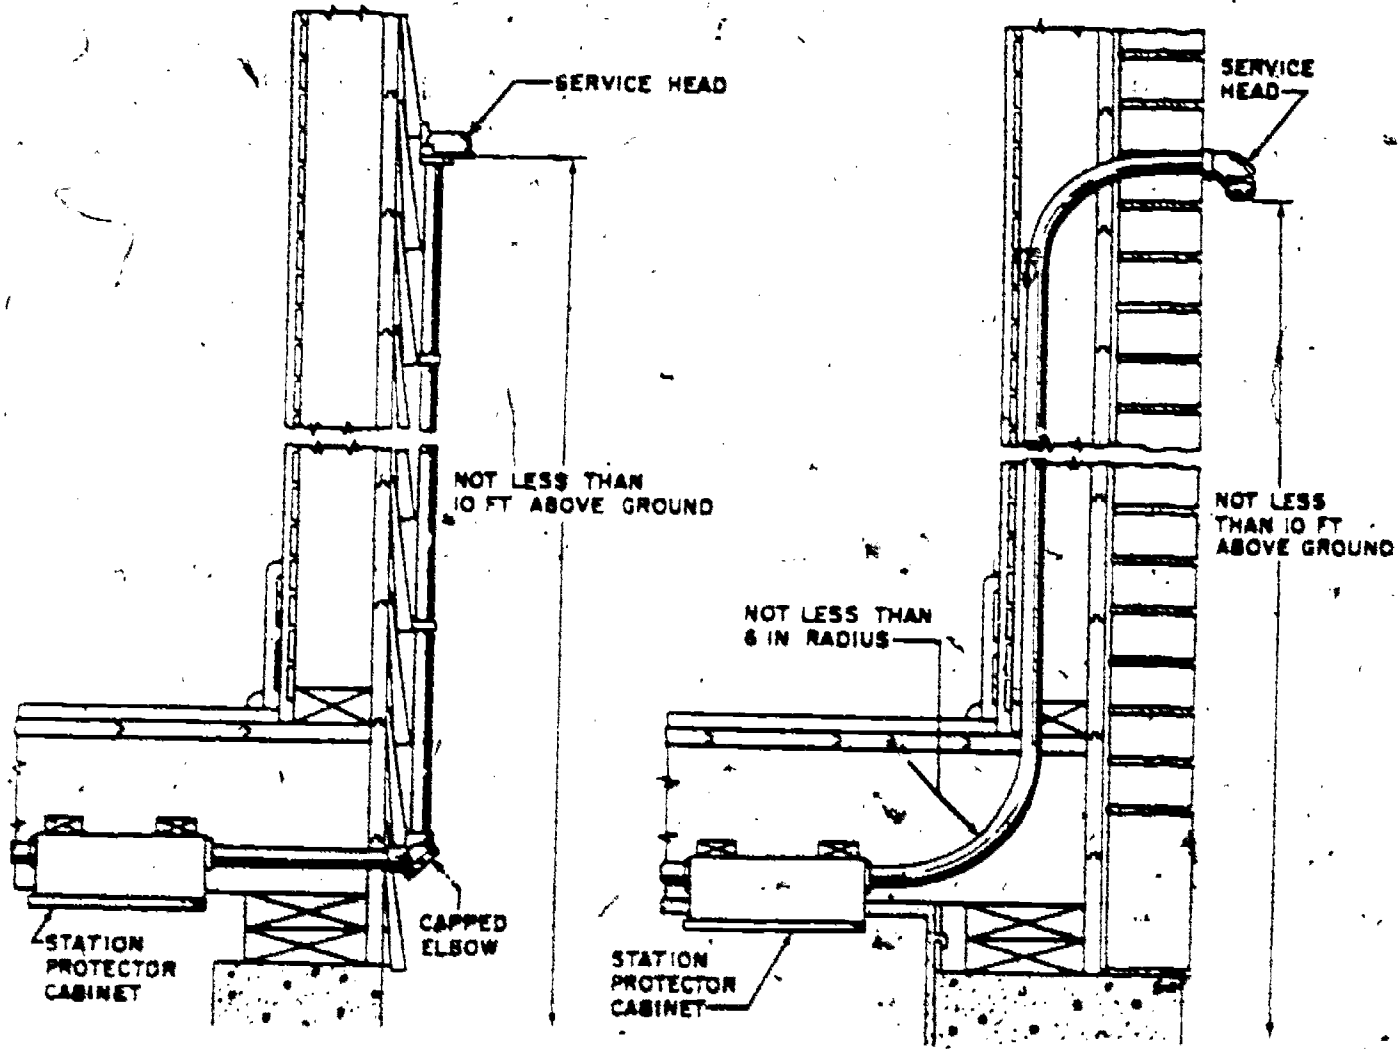 SERVICE HEAD
NOT LESS THAN
10 FT ABOVE GROUND
CAPPED
ELBOW
STATION
PROTECTOR
CABINET
SERVICE
HEAD
NOT LESS
THAN 10 FT
ABOVE GROUND
NOT LESS THAN
6 IN RADIUS
STATION
PROTECTOR
CABINET